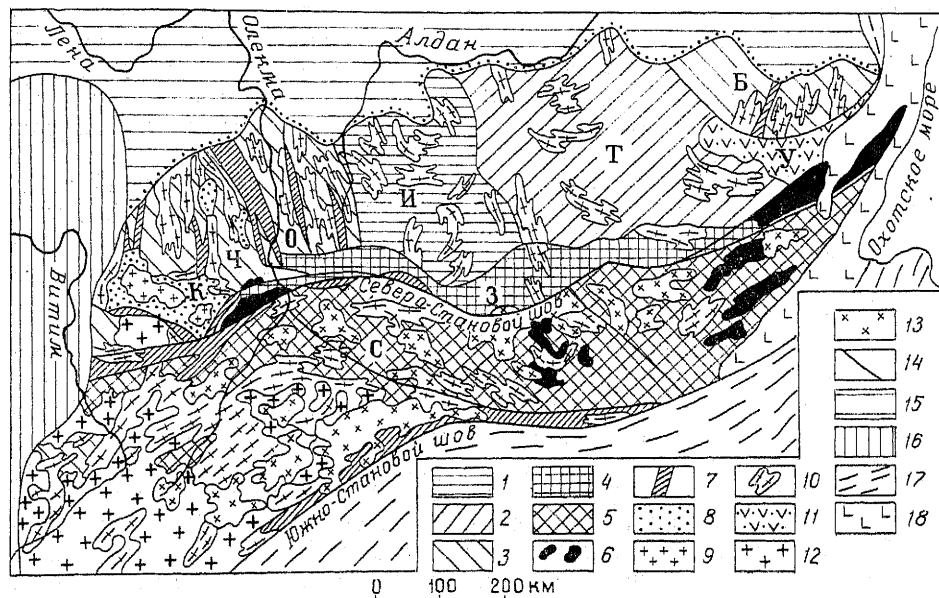 Лена
Олекма
Алдан
Охотское море
Витим
Б
Т
У
И
О
Ч
К
З
С
Северо-Становой шов
Южно-Становой шов
13
14
15
16
17
18
1
4
7
10
2
5
8
11
3
6
9
12
0 100 200 км